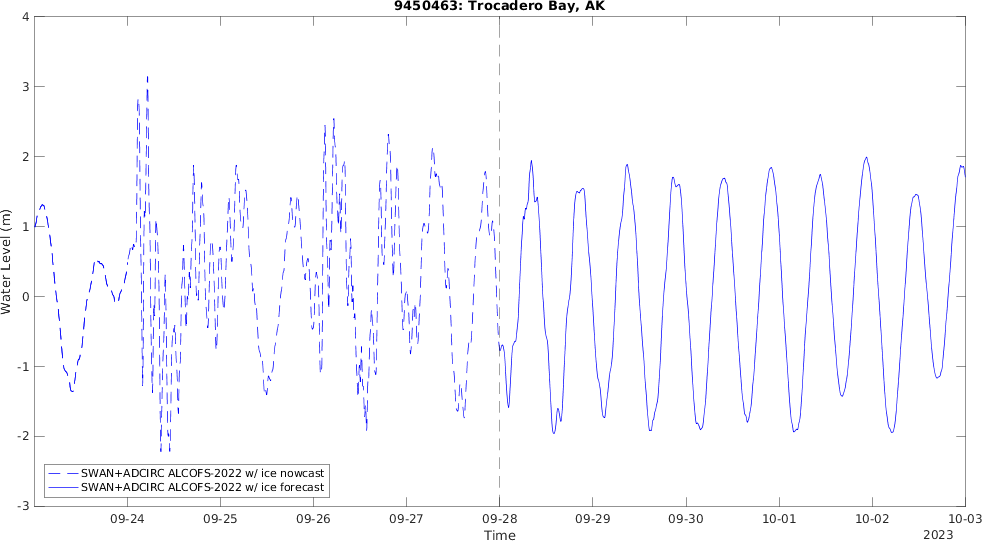 9450463: Trocadero Bay, AK
Water Level (m)
4
3
2
1
0
-1
-2
-3
SWAN+ADCIRC ALCOFS-2022 w/ ice nowcast
SWAN+ADCIRC ALCOFS-2022 w/ ice forecast
09-24 09-25 09-26 09-27 09-28 09-29 09-30 10-01 10-02 10-03
Time
2023